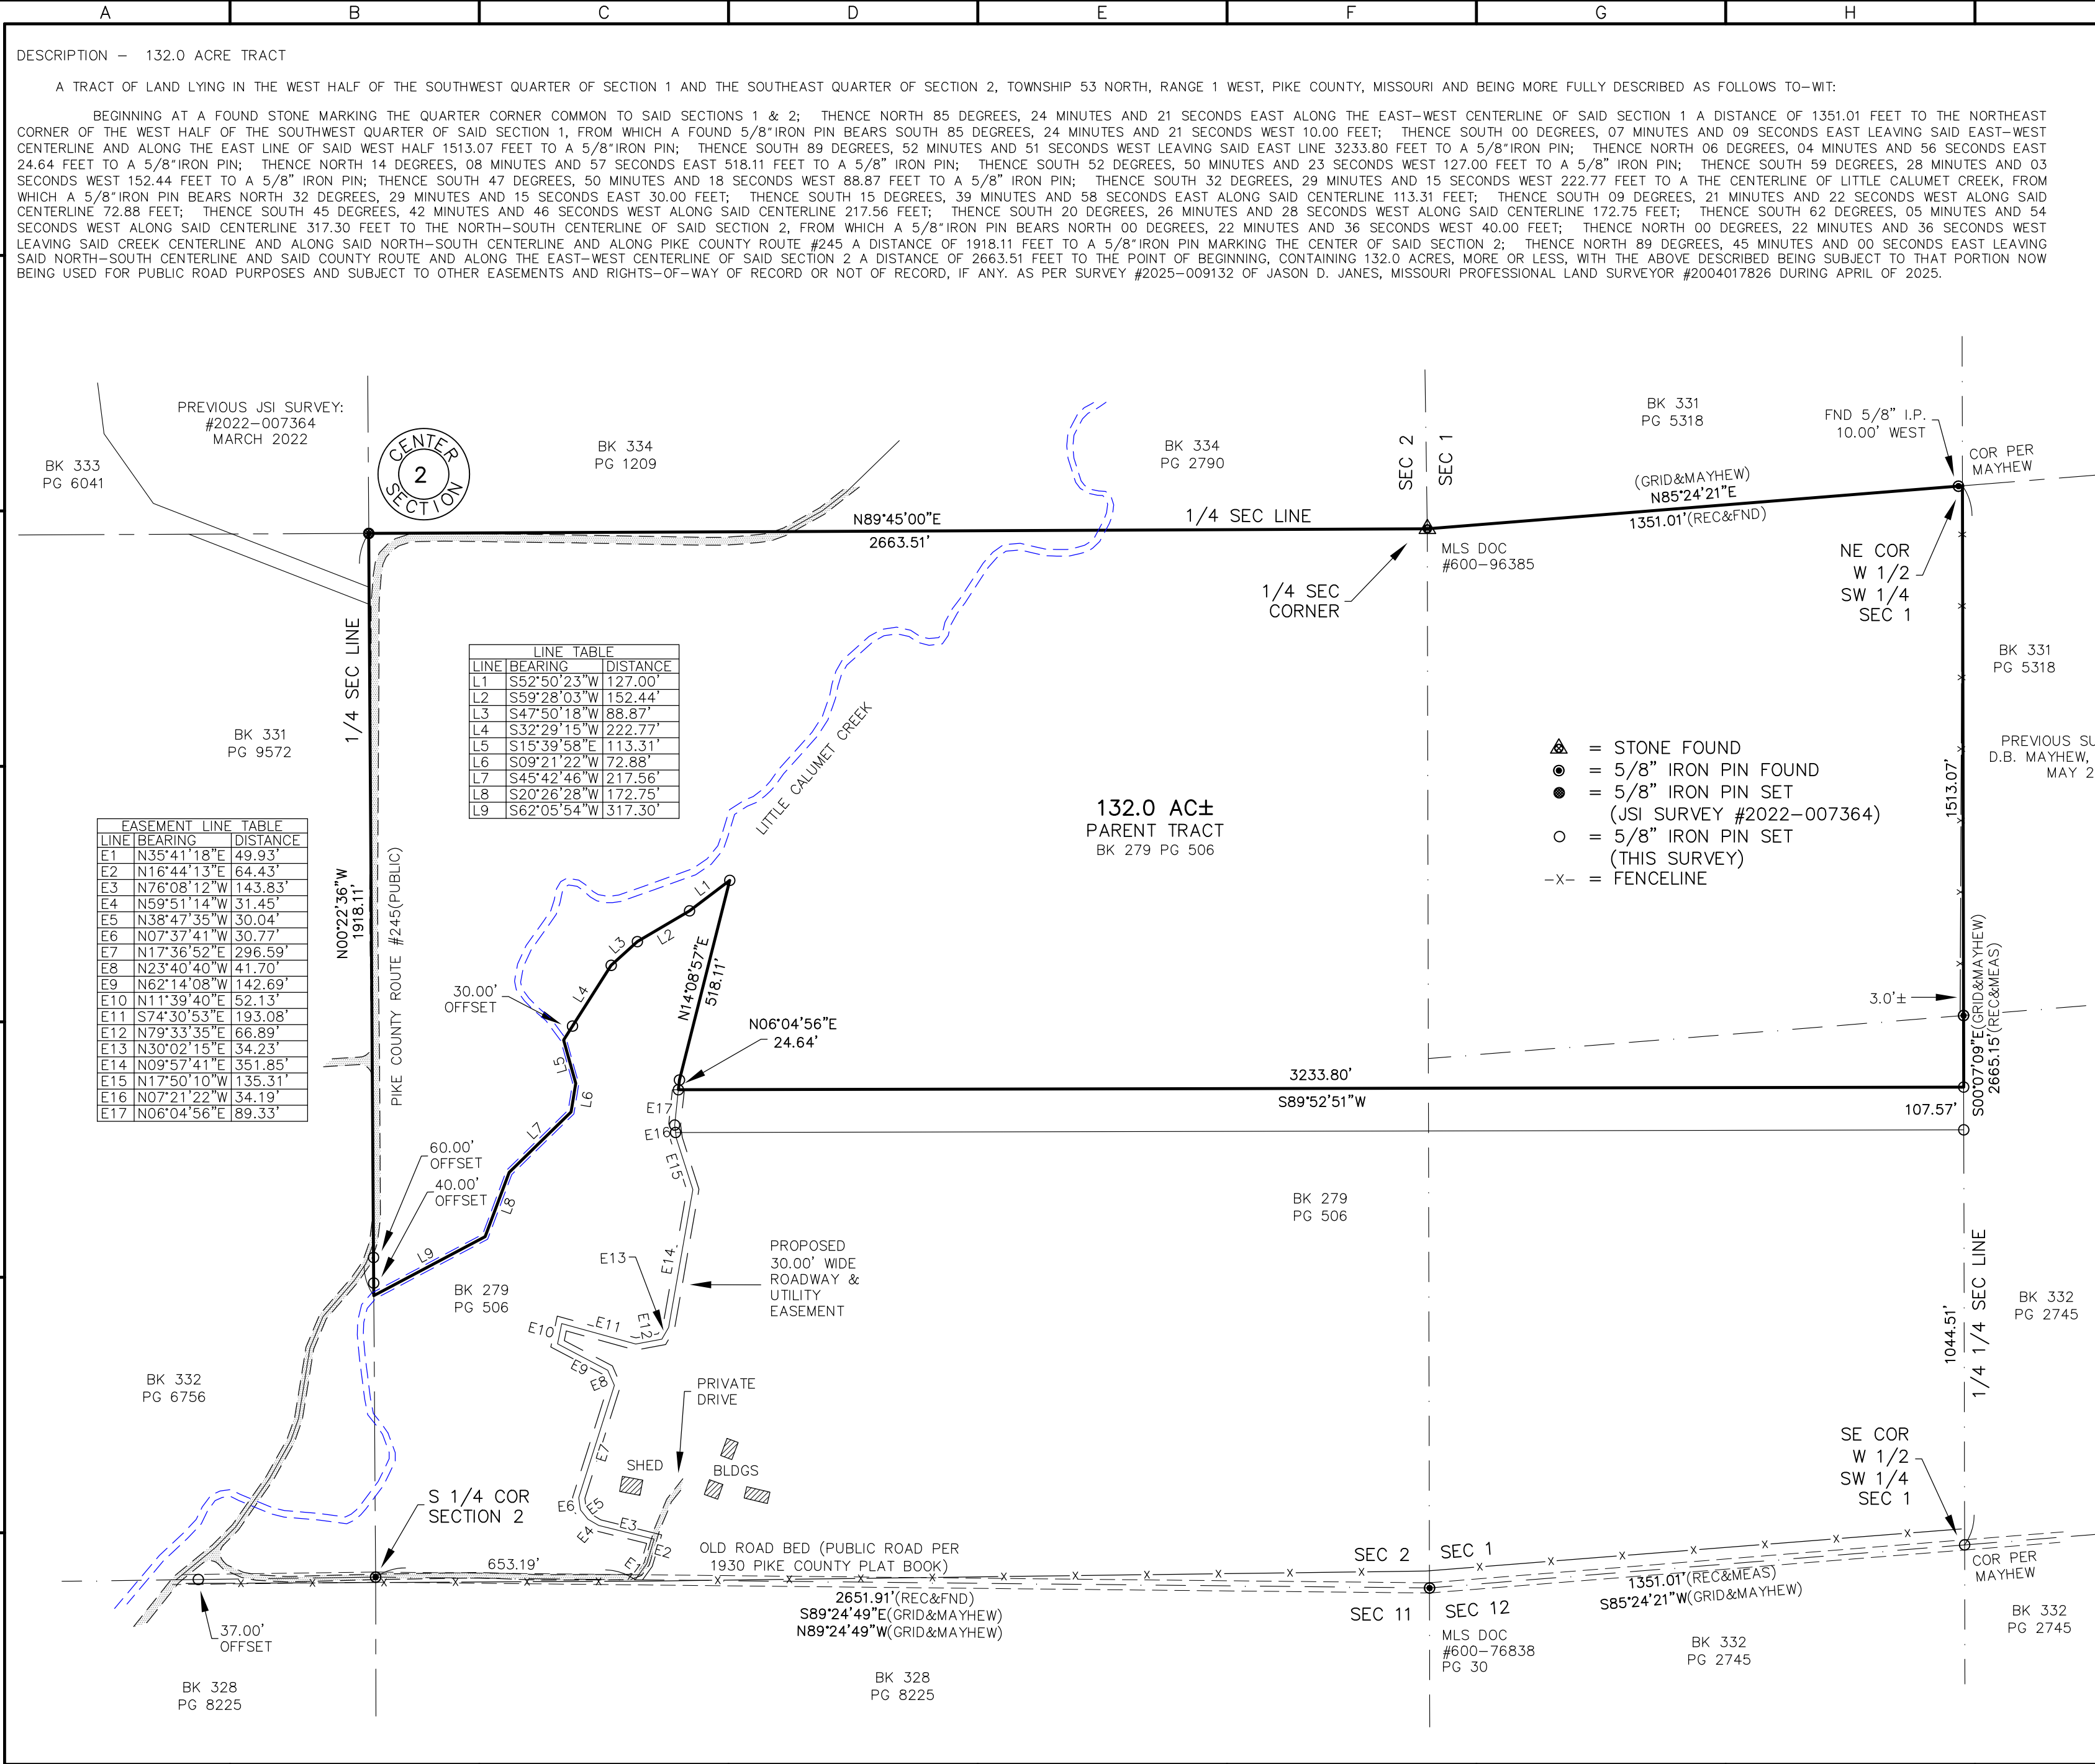 A B C D E F G H
DESCRIPTION – 132.0 ACRE TRACT
A TRACT OF LAND LYING IN THE WEST HALF OF THE SOUTHWEST QUARTER OF SECTION 1 AND THE SOUTHEAST QUARTER OF SECTION 2, TOWNSHIP 53 NORTH, RANGE 1 WEST, PIKE COUNTY, MISSOURI AND BEING MORE FULLY DESCRIBED AS FOLLOWS TO–WIT:
BEGINNING AT A FOUND STONE MARKING THE QUARTER CORNER COMMON TO SAID SECTIONS 1 & 2; THENCE NORTH 85 DEGREES, 24 MINUTES AND 21 SECONDS EAST ALONG THE EAST–WEST CENTERLINE OF SAID SECTION 1 A DISTANCE OF 1351.01 FEET TO THE NORTHEAST
CORNER OF THE WEST HALF OF THE SOUTHWEST QUARTER OF SAID SECTION 1, FROM WHICH A FOUND 5/8"IRON PIN BEARS SOUTH 85 DEGREES, 24 MINUTES AND 21 SECONDS WEST 10.00 FEET; THENCE SOUTH 00 DEGREES, 07 MINUTES AND 09 SECONDS EAST LEAVING SAID EAST–WEST
CENTERLINE AND ALONG THE EAST LINE OF SAID WEST HALF 1513.07 FEET TO A 5/8"IRON PIN; THENCE SOUTH 89 DEGREES, 52 MINUTES AND 51 SECONDS WEST LEAVING SAID EAST LINE 3233.80 FEET TO A 5/8"IRON PIN; THENCE NORTH 06 DEGREES, 04 MINUTES AND 56 SECONDS EAST
24.64 FEET TO A 5/8"IRON PIN; THENCE NORTH 14 DEGREES, 08 MINUTES AND 57 SECONDS EAST 518.11 FEET TO A 5/8" IRON PIN; THENCE SOUTH 52 DEGREES, 50 MINUTES AND 23 SECONDS WEST 127.00 FEET TO A 5/8" IRON PIN; THENCE SOUTH 59 DEGREES, 28 MINUTES AND 03
SECONDS WEST 152.44 FEET TO A 5/8" IRON PIN; THENCE SOUTH 47 DEGREES, 50 MINUTES AND 18 SECONDS WEST 88.87 FEET TO A 5/8" IRON PIN; THENCE SOUTH 32 DEGREES, 29 MINUTES AND 15 SECONDS WEST 222.77 FEET TO A THE CENTERLINE OF LITTLE CALUMET CREEK, FROM
WHICH A 5/8"IRON PIN BEARS NORTH 32 DEGREES, 29 MINUTES AND 15 SECONDS EAST 30.00 FEET; THENCE SOUTH 15 DEGREES, 39 MINUTES AND 58 SECONDS EAST ALONG SAID CENTERLINE 113.31 FEET; THENCE SOUTH 09 DEGREES, 21 MINUTES AND 22 SECONDS WEST ALONG SAID
CENTERLINE 72.88 FEET; THENCE SOUTH 45 DEGREES, 42 MINUTES AND 46 SECONDS WEST ALONG SAID CENTERLINE 217.56 FEET; THENCE SOUTH 20 DEGREES, 26 MINUTES AND 28 SECONDS WEST ALONG SAID CENTERLINE 172.75 FEET; THENCE SOUTH 62 DEGREES, 05 MINUTES AND 54
SECONDS WEST ALONG SAID CENTERLINE 317.30 FEET TO THE NORTH–SOUTH CENTERLINE OF SAID SECTION 2, FROM WHICH A 5/8"IRON PIN BEARS NORTH 00 DEGREES, 22 MINUTES AND 36 SECONDS WEST 40.00 FEET; THENCE NORTH 00 DEGREES, 22 MINUTES AND 36 SECONDS WEST
LEAVING SAID CREEK CENTERLINE AND ALONG SAID NORTH–SOUTH CENTERLINE AND ALONG PIKE COUNTY ROUTE #245 A DISTANCE OF 1918.11 FEET TO A 5/8"IRON PIN MARKING THE CENTER OF SAID SECTION 2; THENCE NORTH 89 DEGREES, 45 MINUTES AND 00 SECONDS EAST LEAVING
SAID NORTH–SOUTH CENTERLINE AND SAID COUNTY ROUTE AND ALONG THE EAST–WEST CENTERLINE OF SAID SECTION 2 A DISTANCE OF 2663.51 FEET TO THE POINT OF BEGINNING, CONTAINING 132.0 ACRES, MORE OR LESS, WITH THE ABOVE DESCRIBED BEING SUBJECT TO THAT PORTION NOW
BEING USED FOR PUBLIC ROAD PURPOSES AND SUBJECT TO OTHER EASEMENTS AND RIGHTS–OF–WAY OF RECORD OR NOT OF RECORD, IF ANY. AS PER SURVEY #2025–009132 OF JASON D. JANES, MISSOURI PROFESSIONAL LAND SURVEYOR #2004017826 DURING APRIL OF 2025.
PREVIOUS JSI SURVEY:
#2022–007364
MARCH 2022
BK 333
PG 6041
CENTER
2
SECTION
BK 334
PG 1209
BK 334
PG 2790
SEC 2
SEC 1
BK 331
PG 5318
FND 5/8" I.P.
10.00' WEST
COR PER
MAYHEW
N89°45'00"E
2663.51'
1/4 SEC LINE
(GRID&MAYHEW)
N85°24'21"E
1351.01'(REC&FND)
MLS DOC
#600–96385
1/4 SEC
CORNER
NE COR
W 1/2
SW 1/4
SEC 1
BK 331
PG 5318
1/4 SEC LINE
BK 331
PG 9572
LINE TABLE
LINE BEARING DISTANCE
L1 S52°50'23"W 127.00'
L2 S59°28'03"W 152.44'
L3 S47°50'18"W 88.87'
L4 S32°29'15"W 222.77'
L5 S15°39'58"E 113.31'
L6 S09°21'22"W 72.88'
L7 S45°42'46"W 217.56'
L8 S20°26'28"W 172.75'
L9 S62°05'54"W 317.30'
LITTLE CALUMET CREEK
132.0 AC±
PARENT TRACT
BK 279 PG 506
= STONE FOUND
= 5/8" IRON PIN FOUND
= 5/8" IRON PIN SET
(JSI SURVEY #2022–007364)
= 5/8" IRON PIN SET
(THIS SURVEY)
–X– = FENCELINE
1513.07'
PREVIOUS SU
D.B. MAYHEW,
MAY 2
EASEMENT LINE TABLE
LINE BEARING DISTANCE
E1 N35°41'18"E 49.93'
E2 N16°44'13"E 64.43'
E3 N76°08'12"W 143.83'
E4 N59°51'14"W 31.45'
E5 N38°47'35"W 30.04'
E6 N07°37'41"W 30.77'
E7 N17°36'52"E 296.59'
E8 N23°40'40"W 41.70'
E9 N62°14'08"W 142.69'
E10 N11°39'40"E 52.13'
E11 S74°30'53"E 193.08'
E12 N79°33'35"E 66.89'
E13 N30°02'15"E 34.23'
E14 N09°57'41"E 351.85'
E15 N17°50'10"W 135.31'
E16 N07°21'22"W 34.19'
E17 N06°04'56"E 89.33'
N00°22'36"W
1918.11'
PIKE COUNTY ROUTE #245(PUBLIC)
L1
L2
L3
L4
30.00'
OFFSET
N14°08'57"E
518.11'
N06°04'56"E
24.64'
L5
L6
L7
L8
L9
3.0'±
S00°07'09"E(GRID&MAYHEW)
2665.15'(REC&MEAS)
3233.80'
S89°52'51"W
107.57'
E17
E16
E15
60.00'
OFFSET
40.00'
OFFSET
BK 279
PG 506
E14
E13
PROPOSED
30.00' WIDE
ROADWAY &
UTILITY
EASEMENT
BK 279
PG 506
1044.51'
1/4 1/4 SEC LINE
BK 332
PG 2745
E12
E11
E10
E9
E8
BK 332
PG 6756
PRIVATE
DRIVE
E7
SHED
BLDGS
E6
E5
E4
E3
E2
E1
S 1/4 COR
SECTION 2
SE COR
W 1/2
SW 1/4
SEC 1
653.19'
OLD ROAD BED (PUBLIC ROAD PER
1930 PIKE COUNTY PLAT BOOK)
SEC 2
SEC 1
COR PER
MAYHEW
2651.91'(REC&FND)
S89°24'49"E(GRID&MAYHEW)
N89°24'49"W(GRID&MAYHEW)
SEC 11
SEC 12
1351.01'(REC&MEAS)
S85°24'21"W(GRID&MAYHEW)
37.00'
OFFSET
MLS DOC
#600–76838
PG 30
BK 332
PG 2745
BK 332
PG 2745
BK 328
PG 8225
BK 328
PG 8225